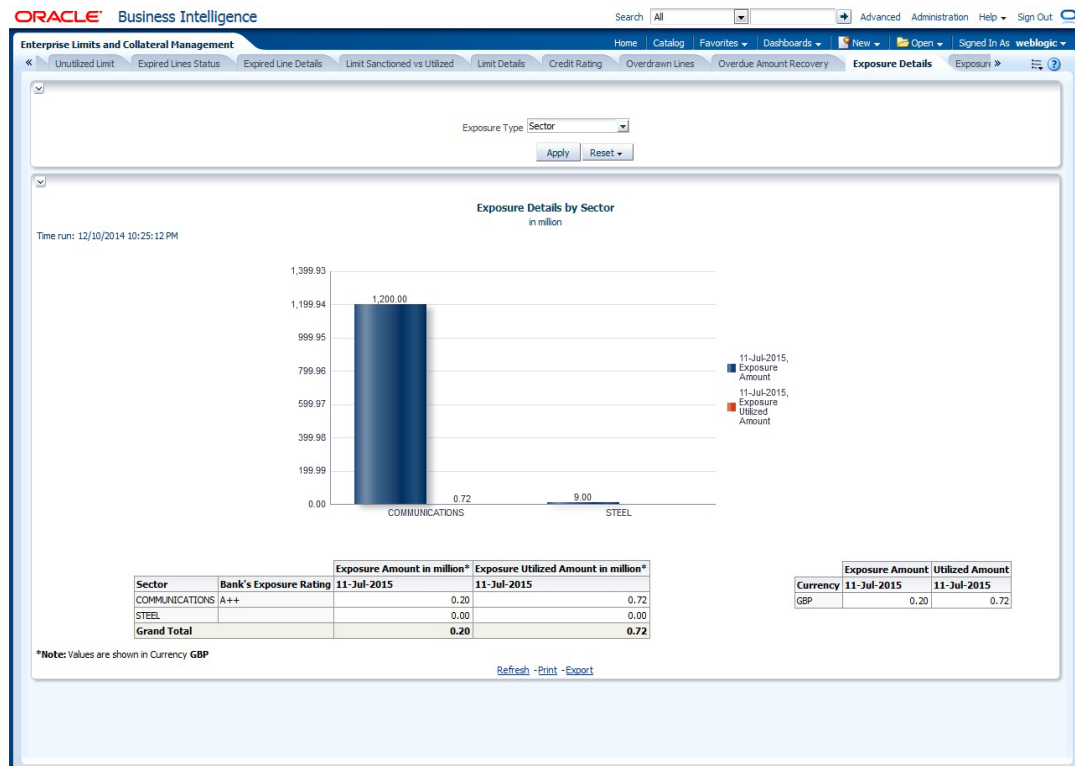 ORACLE Business Intelligence
Search All Advanced Administration Help Sign Out
Enterprise Limits and Collateral Management
Home Catalog Favorites Dashboards New Open Signed In As weblogic
« Unutilized Limit Expired Lines Status Expired Line Details Limit Sanctioned vs Utilized Limit Details Credit Rating Overdrawn Lines Overdue Amount Recovery Exposure Details Exposur »
Exposure Type Sector
Apply Reset
Exposure Details by Sector
in million
Time run: 12/10/2014 10:25:12 PM
1,399.93
1,199.94
999.95
799.96
599.97
399.98
199.99
0.00
1,200.00
0.72
9.00
COMMUNICATIONS STEEL
11-Jul-2015,
Exposure
Amount
11-Jul-2015,
Exposure
Utilized
Amount
Exposure Amount in million* Exposure Utilized Amount in million*
Sector Bank's Exposure Rating 11-Jul-2015 11-Jul-2015
COMMUNICATIONS A++ 0.20 0.72
STEEL 0.00 0.00
Grand Total 0.20 0.72
Exposure Amount Utilized Amount
Currency 11-Jul-2015 11-Jul-2015
GBP 0.20 0.72
*Note: Values are shown in Currency GBP
Refresh - Print - Export